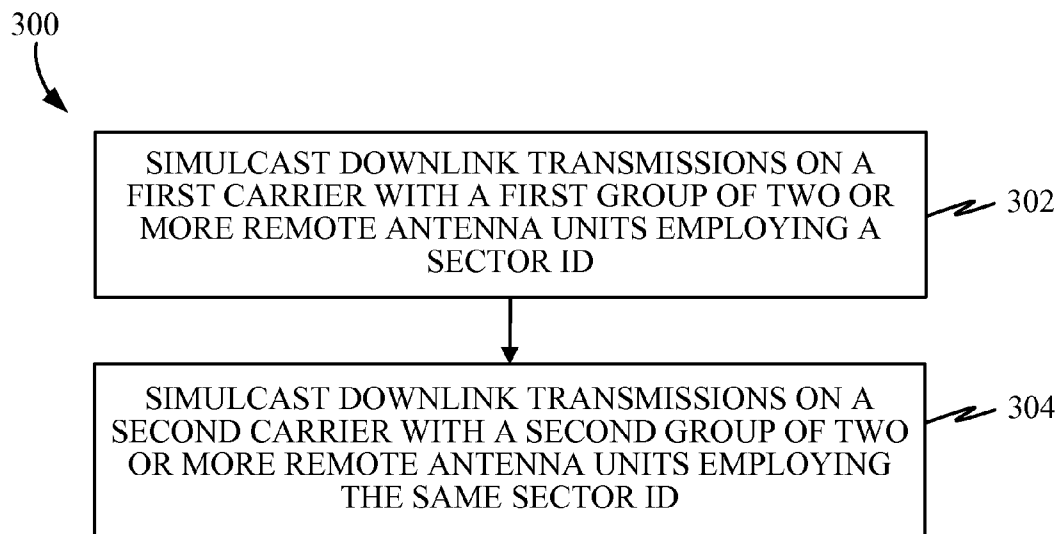 300
SIMULCAST DOWNLINK TRANSMISSIONS ON A
FIRST CARRIER WITH A FIRST GROUP OF TWO OR
MORE REMOTE ANTENNA UNITS EMPLOYING A
SECTOR ID
302
SIMULCAST DOWNLINK TRANSMISSIONS ON A
SECOND CARRIER WITH A SECOND GROUP OF TWO
OR MORE REMOTE ANTENNA UNITS EMPLOYING
THE SAME SECTOR ID
304